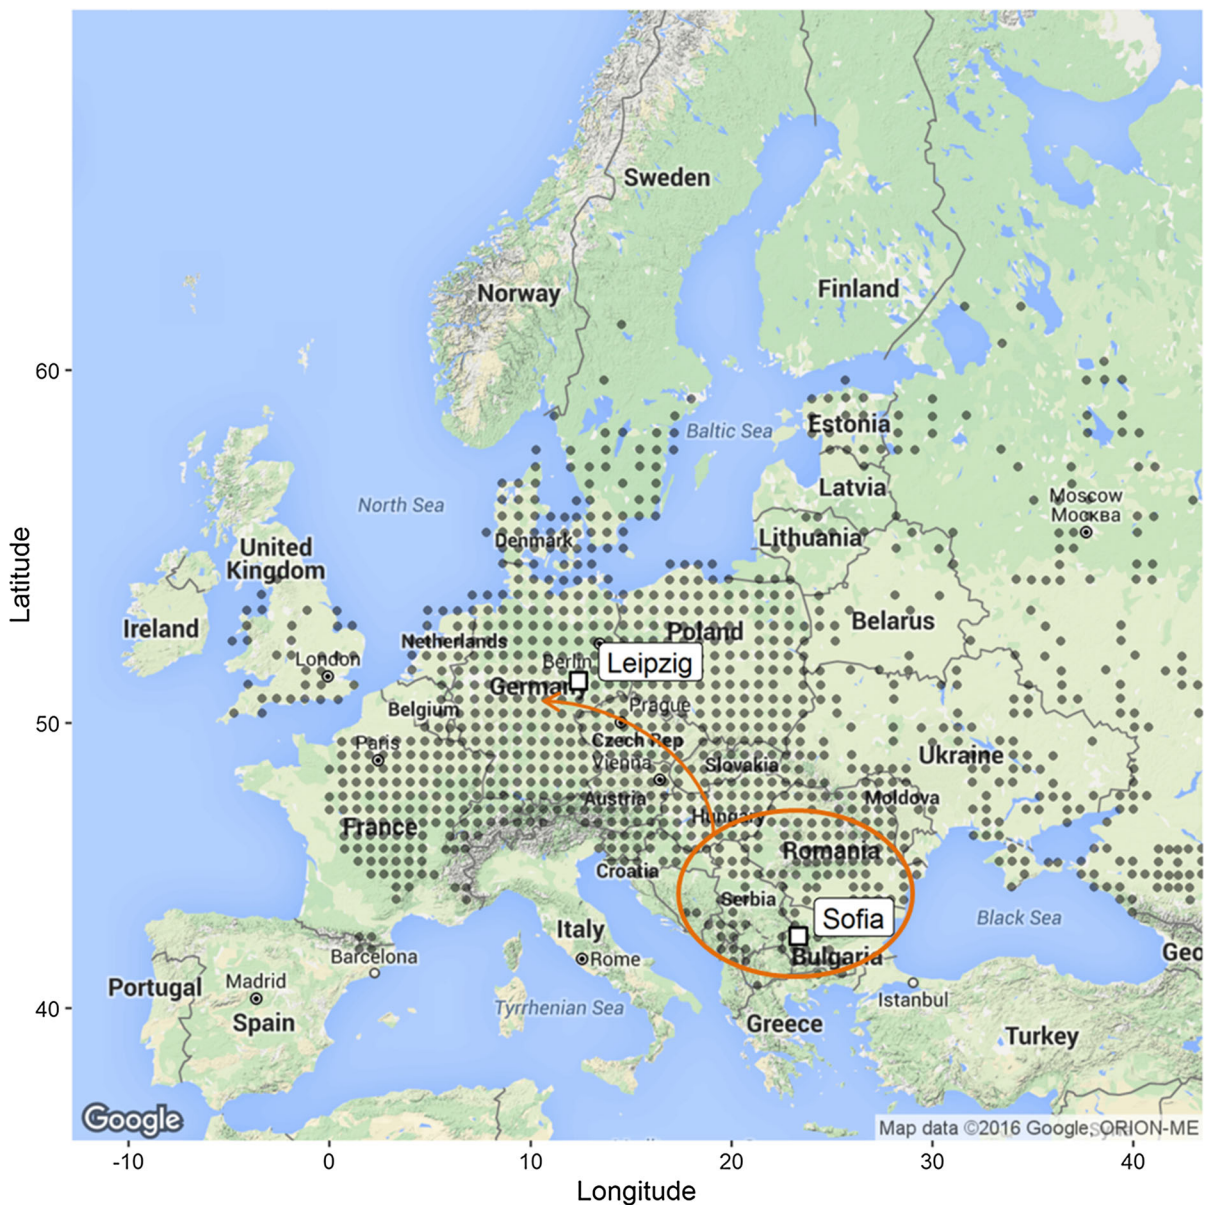 Sweden
Norway
Finland
60
Baltic Sea
Estonia
North Sea
Latvia
Moscow
Москва
Lithuania
Denmark
United
Kingdom
Ireland
Belarus
Netherlands
Poland
London
Berlin
Leipzig
Germany
Prague
Belgium
50
Paris
Czech Rep
Vienna
Slovakia
Ukraine
Austria
Moldova
Hungary
France
Romania
Croatia
Serbia
Sofia
Italy
Black Sea
Barcelona
Rome
Bulgaria
Geo
Portugal
Madrid
Istanbul
40
Spain
Tyrrhenian Sea
Greece
Turkey
Google
Map data ©2016 Google, ORION-ME
-10
0
10
20
30
40
Longitude
Latitude